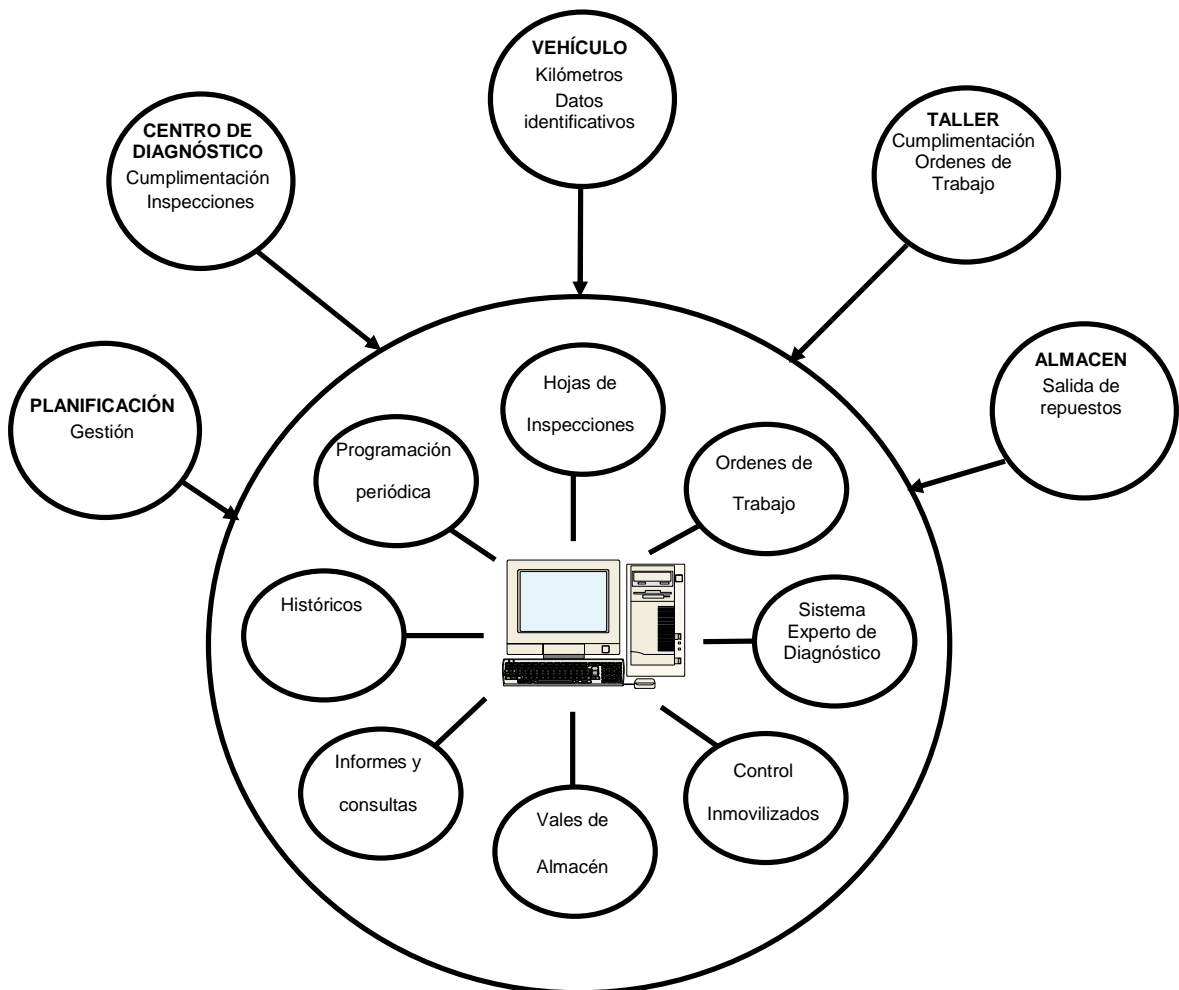 VEHÍCULO
Kilómetros
Datos
identificativos
CENTRO DE
DIAGNÓSTICO
Cumplimentación
Inspecciones
TALLER
Cumplimentación
Ordenes de
Trabajo
PLANIFICACIÓN
Gestión
ALMACEN
Salida de
repuestos
Hojas de
Inspecciones
Programación
periódica
Ordenes de
Trabajo
Históricos
Sistema
Experto de
Diagnóstico
Informes y
consultas
Control
Inmovilizados
Vales de
Almacén